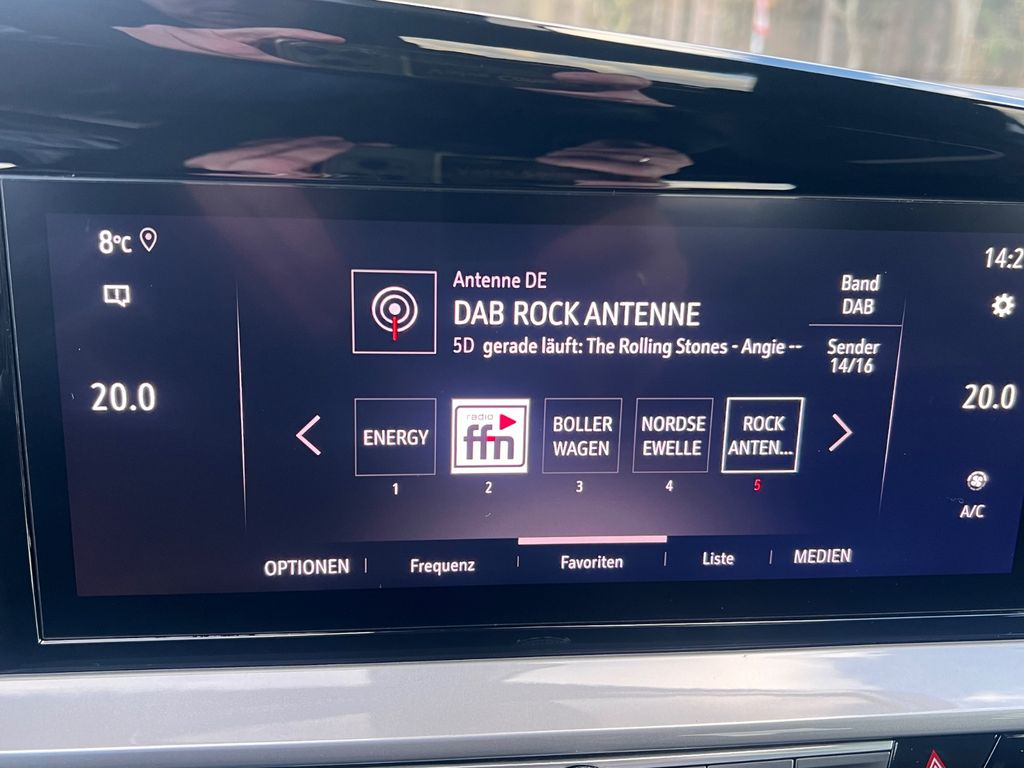 8°C
14:2
Antenne DE
Band
DAB ROCK ANTENNE
DAB
5D gerade läuft: The Rolling Stones - Angie --
Sender
14/16
20.0
20.0
ENERGY
radio
ffn
BOLLER
WAGEN
NORDSE
EWELLE
ROCK
ANTEN...
1
2
3
4
5
A/C
OPTIONEN
Frequenz
Favoriten
Liste
MEDIEN